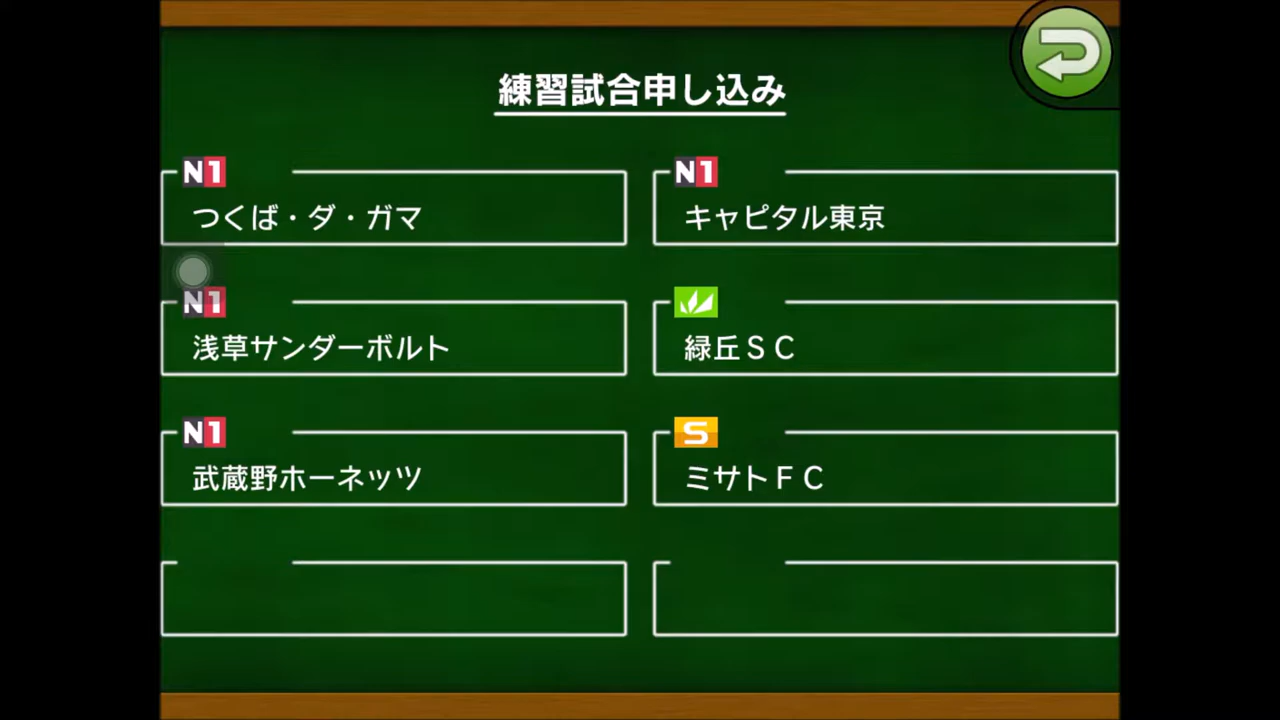 練習試合申し込み
N1
つくば・ダ・ガマ
N1
キャピタル東京
N1
浅草サンダーボルト
緑丘ＳＣ
N1
武蔵野ホーネッツ
S
ミサトＦＣ